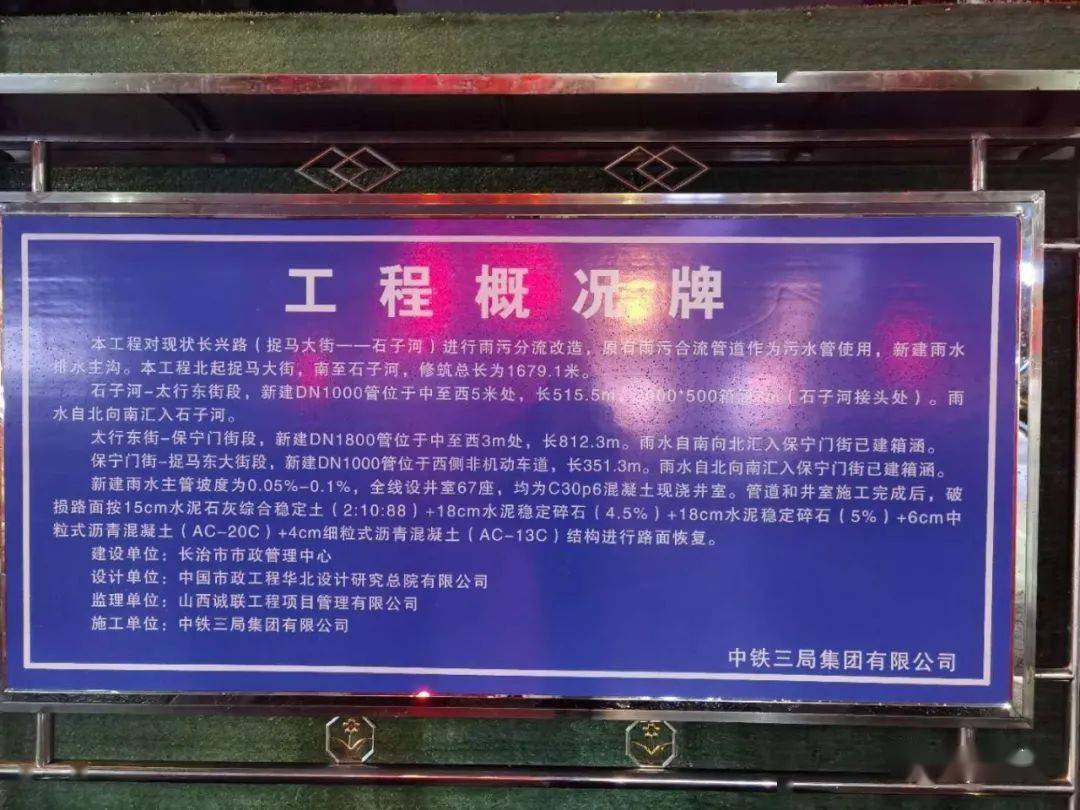 工程概况牌
本工程对现状长兴路（捉马大街——石子河）进行雨污分流改造，原有雨污合流管道作为污水管使用，新建雨水
排水主沟。本工程北起捉马大街，南至石子河，修筑总长为1679.1米。
石子河-太行东街段，新建DN1000管位于中至西5米处，长515.5m，（石子河接头处）。雨
水自北向南汇入石子河。
太行东街-保宁门街段，新建DN1800管位于中至西3m处，长812.3m。雨水自南向北汇入保宁门街已建箱涵。
保宁门街-捉马东大街段，新建DN1000管位于西侧非机动车道，长351.3m。雨水自北向南汇入保宁门街已建箱涵。
新建雨水主管坡度为0.05%-0.1%，全线设井室67座，均为C30p6混凝土现浇井室。管道和井室施工完成后，破
损路面按15cm水泥石灰综合稳定土（2:10:88）+18cm水泥稳定碎石（4.5%）+18cm水泥稳定碎石（5%）+6cm中
粒式沥青混凝土（AC-20C）+4cm细粒式沥青混凝土（AC-13C）结构进行路面恢复。
建设单位：长治市市政管理中心
设计单位：中国市政工程华北设计研究总院有限公司
监理单位：山西诚联工程项目管理有限公司
施工单位：中铁三局集团有限公司
中铁三局集团有限公司